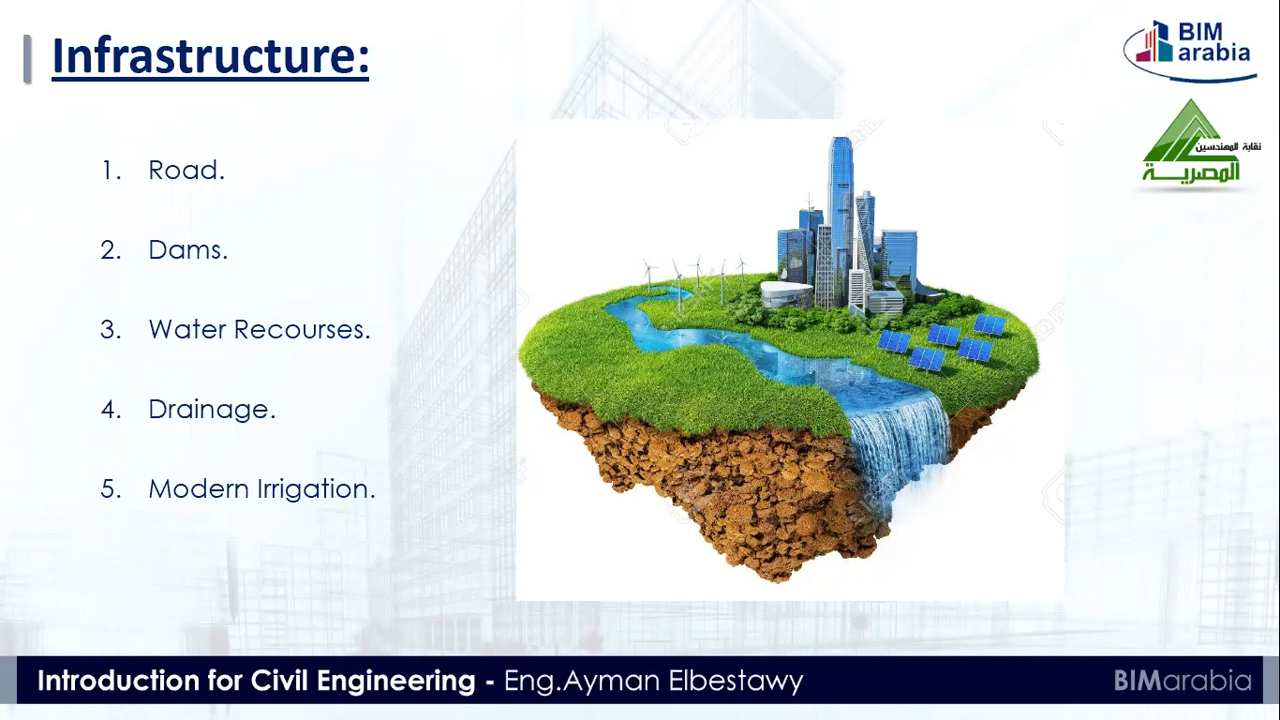 Infrastructure:
BIM
arabia
نقابة المهندسين
المصرية
1. Road.
2. Dams.
3. Water Recourses.
4. Drainage.
5. Modern Irrigation.
Introduction for Civil Engineering - Eng.Ayman Elbestawy
BIMarabia